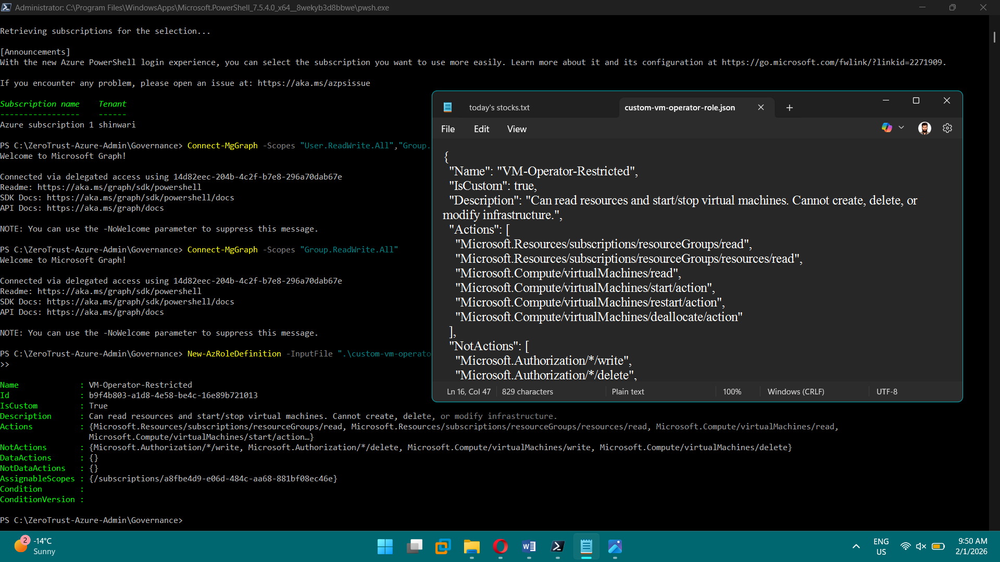 Administrator: C:\Program Files\WindowsApps\Microsoft.PowerShell_7.5.4.0_x64__8wekyb3d8bbwe\pwsh.exe
Retrieving subscriptions for the selection...
[Announcements]
With the new Azure PowerShell login experience, you can select the subscription you want to use more easily. Learn more about it and its configuration at https://go.microsoft.com/fwlink/?linkid=2271909.
If you encounter any problem, please open an issue at: https://aka.ms/azpsissue
Subscription name    Tenant
-----------------    ------
Azure subscription 1 shinwari
PS C:\ZeroTrust-Azure-Admin\Governance> Connect-MgGraph -Scopes "User.ReadWrite.All","Group.
Welcome to Microsoft Graph!
Connected via delegated access using 14d82eec-204b-4c2f-b7e8-296a70dab67e
Readme: https://aka.ms/graph/sdk/powershell
SDK Docs: https://aka.ms/graph/sdk/powershell/docs
API Docs: https://aka.ms/graph/docs
NOTE: You can use the -NoWelcome parameter to suppress this message.
PS C:\ZeroTrust-Azure-Admin\Governance> Connect-MgGraph -Scopes "Group.ReadWrite.All"
Welcome to Microsoft Graph!
Connected via delegated access using 14d82eec-204b-4c2f-b7e8-296a70dab67e
Readme: https://aka.ms/graph/sdk/powershell
SDK Docs: https://aka.ms/graph/sdk/powershell/docs
API Docs: https://aka.ms/graph/docs
NOTE: You can use the -NoWelcome parameter to suppress this message.
PS C:\ZeroTrust-Azure-Admin\Governance> New-AzRoleDefinition -InputFile ".\custom-vm-operato
>>
Name             : VM-Operator-Restricted
Id               : b9f4b803-a1d8-4e58-be4c-16e89b721013
IsCustom         : True
Description      : Can read resources and start/stop virtual machines. Cannot create, delete, or modify infrastructure.
Actions          : {Microsoft.Resources/subscriptions/resourceGroups/read, Microsoft.Resources/subscriptions/resourceGroups/resources/read, Microsoft.Compute/virtualMachines/read,
Microsoft.Compute/virtualMachines/start/action…}
NotActions       : {Microsoft.Authorization/*/write, Microsoft.Authorization/*/delete, Microsoft.Compute/virtualMachines/write, Microsoft.Compute/virtualMachines/delete}
DataActions      : {}
NotDataActions   : {}
AssignableScopes : {/subscriptions/a8fbe4d9-e06d-484c-aa68-881bf08ec46e}
Condition        :
ConditionVersion :
PS C:\ZeroTrust-Azure-Admin\Governance>
today's stocks.txt
custom-vm-operator-role.json
File Edit View
{
"Name": "VM-Operator-Restricted",
"IsCustom": true,
"Description": "Can read resources and start/stop virtual machines. Cannot create, delete, or
modify infrastructure.",
"Actions": [
"Microsoft.Resources/subscriptions/resourceGroups/read",
"Microsoft.Resources/subscriptions/resourceGroups/resources/read",
"Microsoft.Compute/virtualMachines/read",
"Microsoft.Compute/virtualMachines/start/action",
"Microsoft.Compute/virtualMachines/restart/action",
"Microsoft.Compute/virtualMachines/deallocate/action"
],
"NotActions": [
"Microsoft.Authorization/*/write",
"Microsoft.Authorization/*/delete",
Ln 16, Col 47 829 characters Plain text 100% Windows (CRLF) UTF-8
2
-14°C
Sunny
ENG
US
9:50 AM
2/1/2026